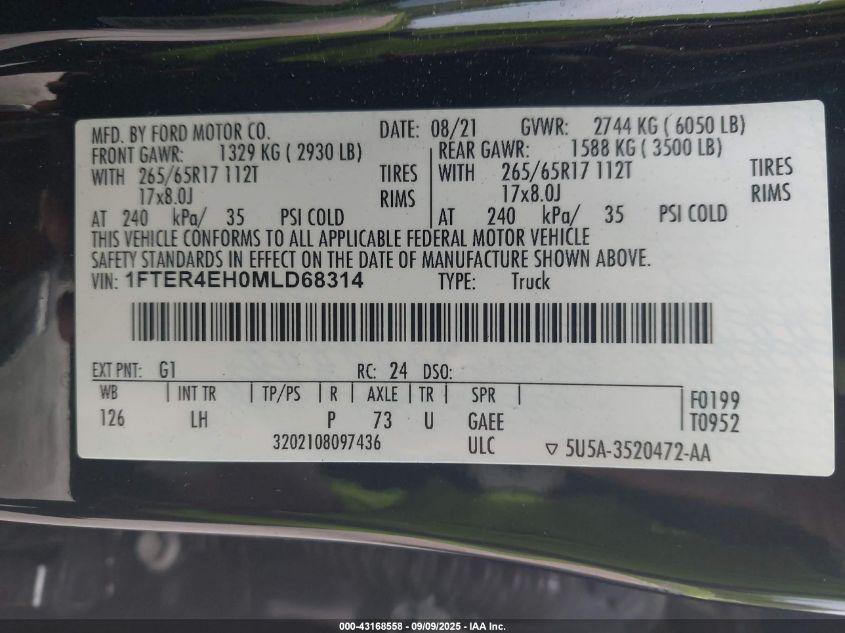 MFD. BY FORD MOTOR CO. DATE: 08/21 GVWR: 2744 KG ( 6050 LB)
FRONT GAWR: 1329 KG ( 2930 LB) REAR GAWR: 1588 KG ( 3500 LB)
WITH 265/65R17 112T TIRES WITH 265/65R17 112T TIRES
17x8.0J RIMS 17x8.0J RIMS
AT 240 kPa/ 35 PSI COLD AT 240 kPa/ 35 PSI COLD
THIS VEHICLE CONFORMS TO ALL APPLICABLE FEDERAL MOTOR VEHICLE
SAFETY STANDARDS IN EFFECT ON THE DATE OF MANUFACTURE SHOWN ABOVE.
VIN: 1FTER4EH0MLD68314 TYPE: Truck
EXT PNT: G1 RC: 24 DSO:
WB INT TR TP/PS R AXLE TR SPR F0199
126 LH P 73 U GAEE T0952
3202108097436 ULC ▽ 5U5A-3520472-AA
000-43168558 - 09/09/2025 - IAA Inc.